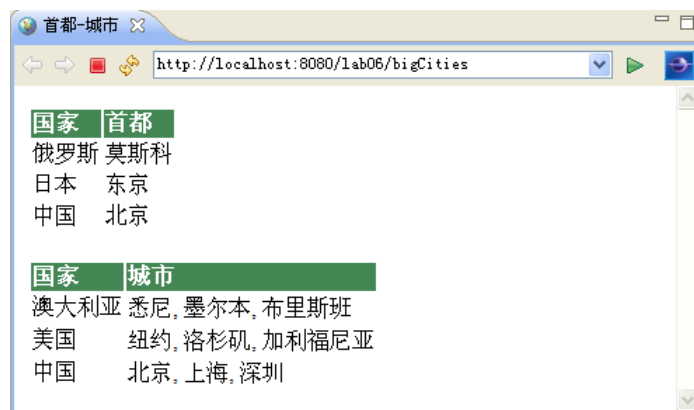 首都-城市
http://localhost:8080/lab06/bigCities
国家 首都
俄罗斯 莫斯科
日本 东京
中国 北京
国家 城市
澳大利亚 悉尼, 墨尔本, 布里斯班
美国 纽约, 洛杉矶, 加利福尼亚
中国 北京, 上海, 深圳